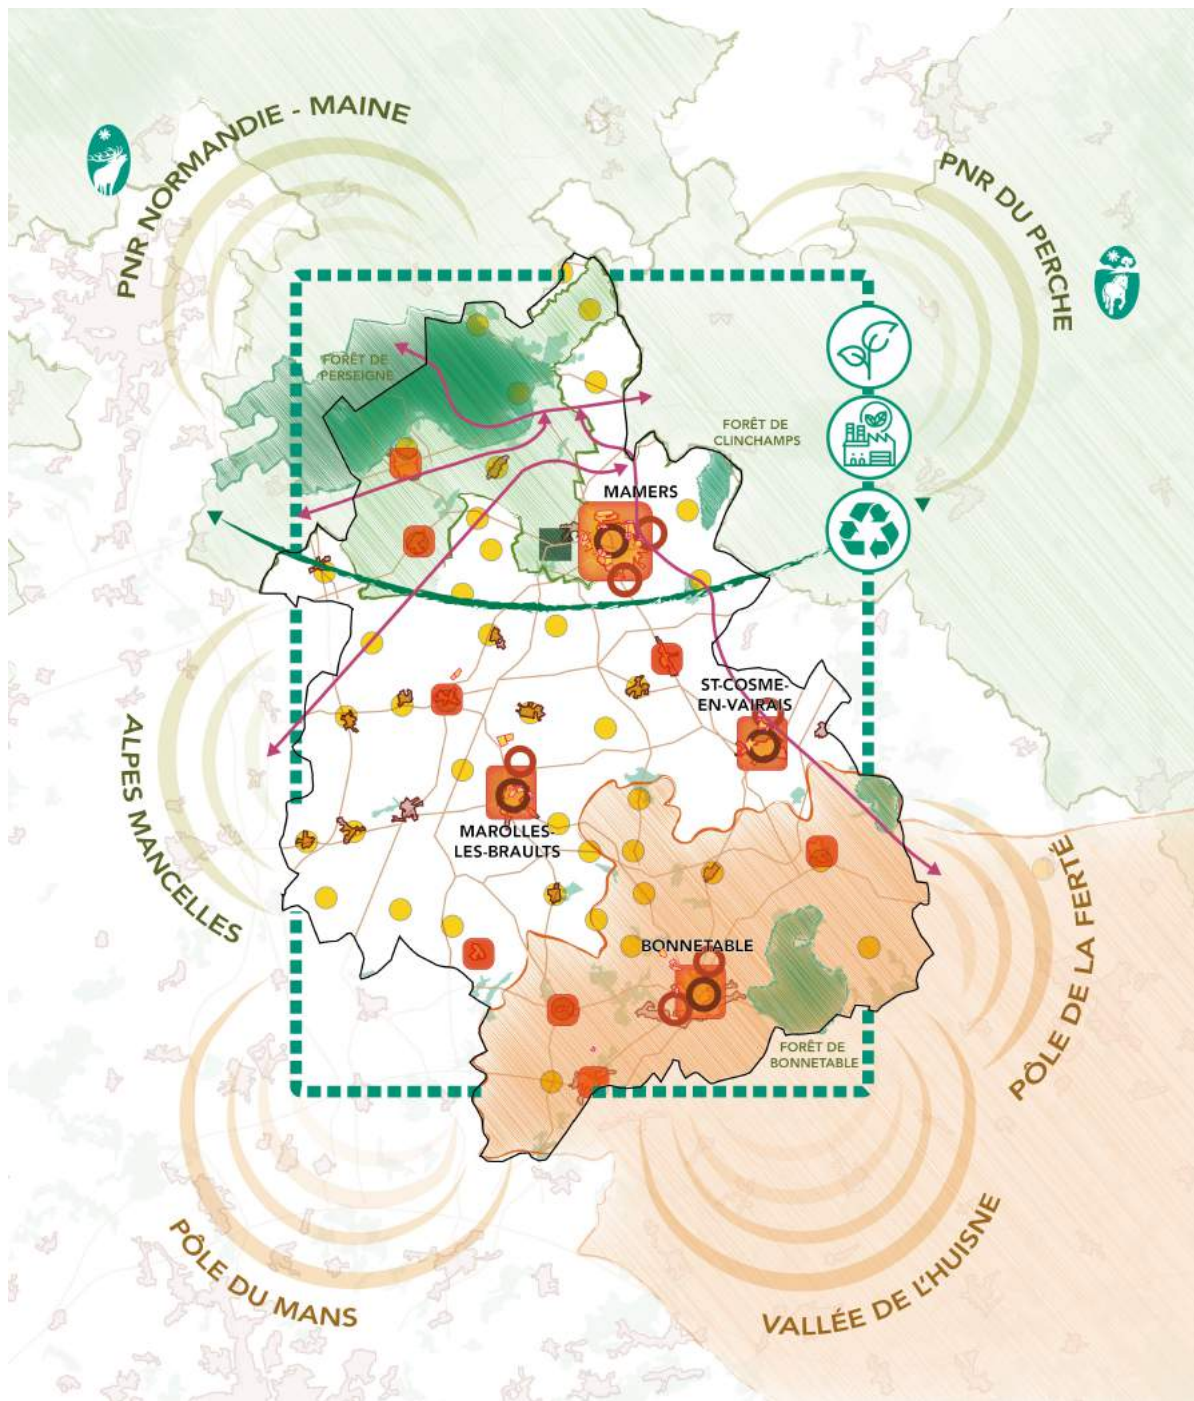 PNR NORMANDIE - MAINE
PNR DU PERCHE
FORÊT DE
PERSEIGNE
FORÊT DE
CLINCHAMPS
MAMERS
ST-COSME-
EN-VAIRAIS
ALPES MANCELLES
MAROLLES-
LES-BRAULTS
BONNETABLE
PÔLE DE LA FERTÉ
FORÊT DE
BONNETABLE
PÔLE DU MANS
VALLÉE DE L'HUISNE